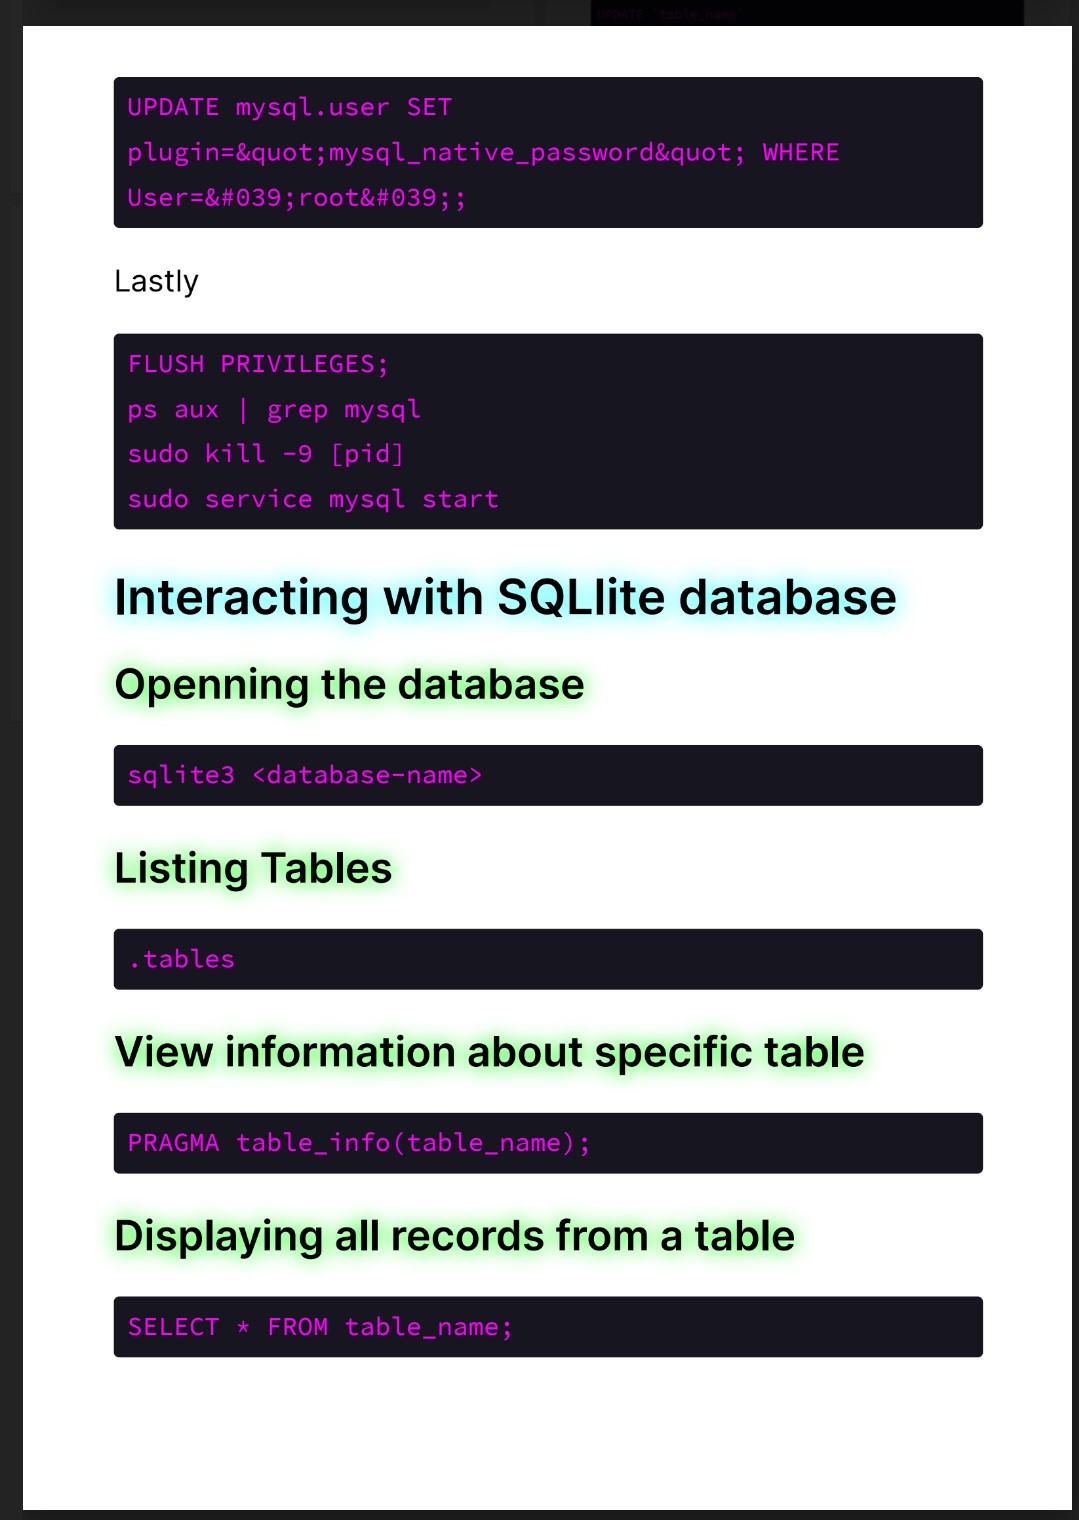 UPDATE `table_name`
UPDATE mysql.user SET
plugin=&quot;mysql_native_password&quot; WHERE
User=&#039;root&#039;;
Lastly
FLUSH PRIVILEGES;
ps aux | grep mysql
sudo kill -9 [pid]
sudo service mysql start
Interacting with SQLlite database
Openning the database
sqlite3 <database-name>
Listing Tables
.tables
View information about specific table
PRAGMA table_info(table_name);
Displaying all records from a table
SELECT * FROM table_name;